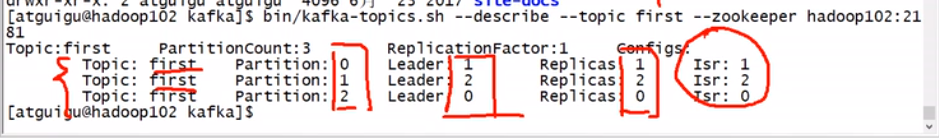 drwxr-xr-x. 2 atguigu atguigu 4096 6月 23 2017 site-docs
[atguigu@hadoop102 kafka]$ bin/kafka-topics.sh --describe --topic first --zookeeper hadoop102:21
81
Topic:first PartitionCount:3 ReplicationFactor:1 Configs:
Topic: first Partition: 0 Leader: 1 Replicas: 1 Isr: 1
Topic: first Partition: 1 Leader: 2 Replicas: 2 Isr: 2
Topic: first Partition: 2 Leader: 0 Replicas: 0 Isr: 0
[atguigu@hadoop102 kafka]$